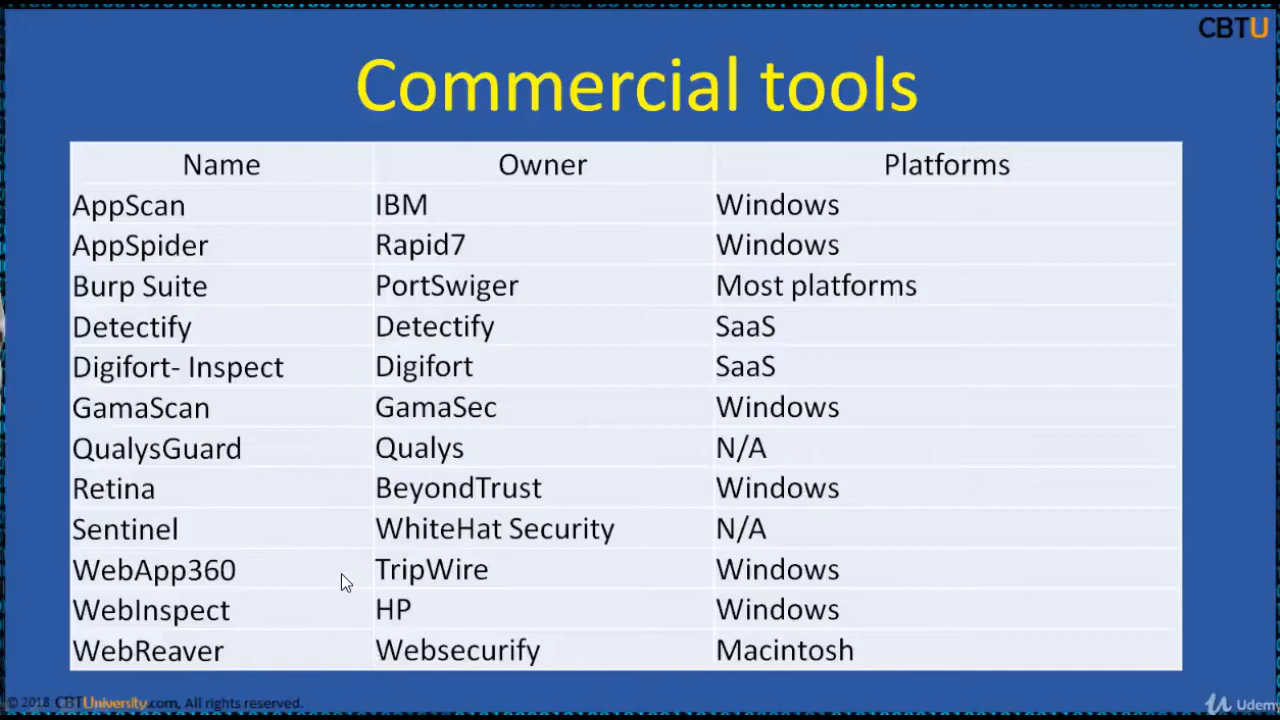 CBTU
Commercial tools
Name Owner Platforms
AppScan IBM Windows
AppSpider Rapid7 Windows
Burp Suite PortSwiger Most platforms
Detectify Detectify SaaS
Digifort- Inspect Digifort SaaS
GamaScan GamaSec Windows
QualysGuard Qualys N/A
Retina BeyondTrust Windows
Sentinel WhiteHat Security N/A
WebApp360 TripWire Windows
WebInspect HP Windows
WebReaver Websecurify Macintosh
© 2018 CBTUniversity.com, All rights reserved.
Udemy